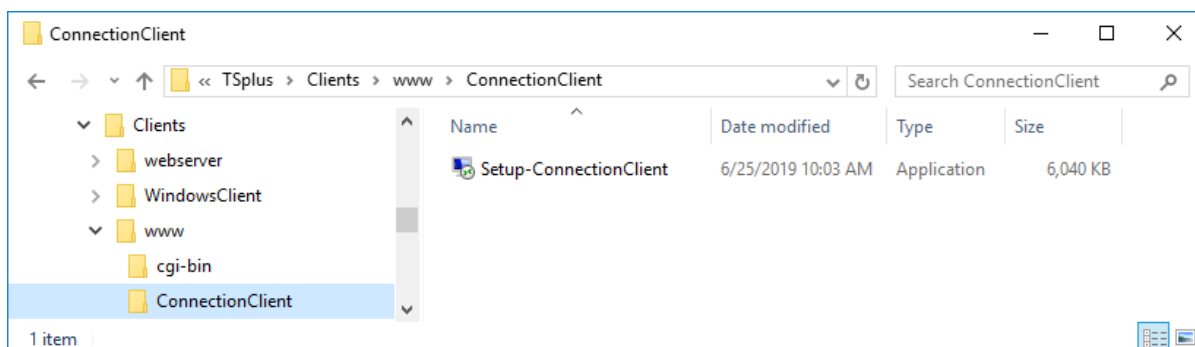 ConnectionClient
« TSplus > Clients > www > ConnectionClient
Search ConnectionClient
Clients
webserver
WindowsClient
www
cgi-bin
ConnectionClient
Name Date modified Type Size
Setup-ConnectionClient 6/25/2019 10:03 AM Application 6,040 KB
1 item